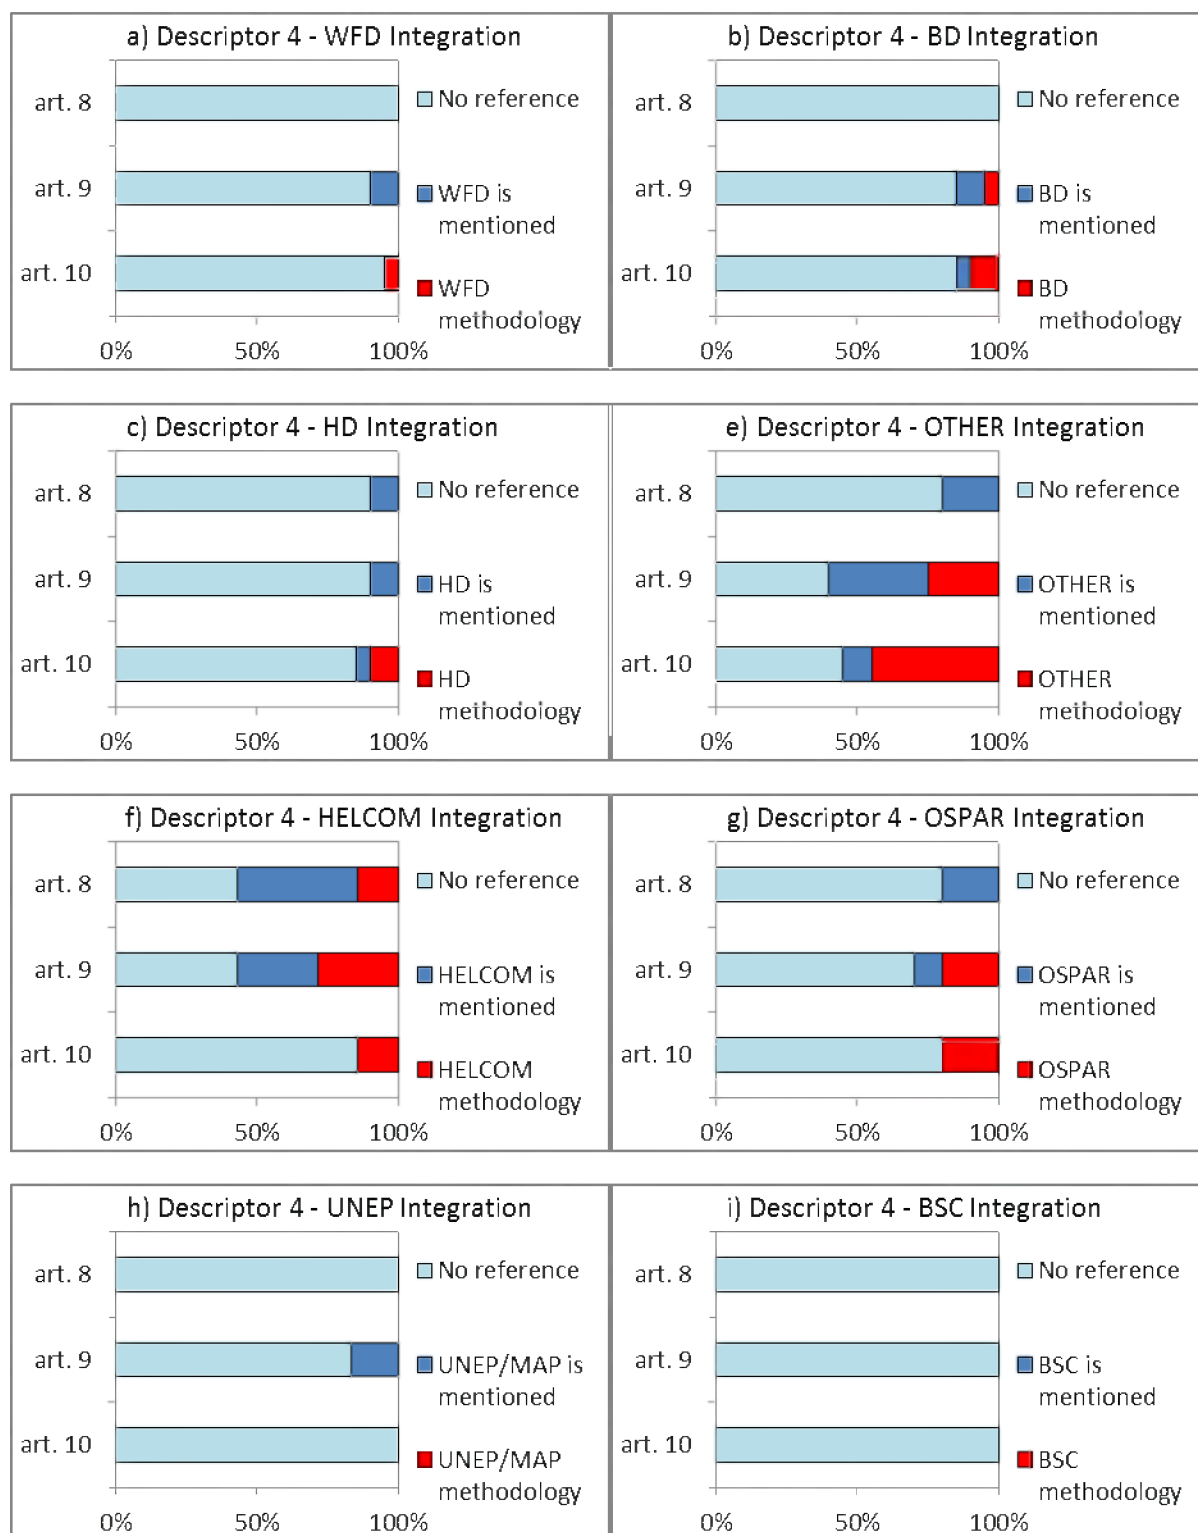 a) Descriptor 4 - WFD Integration
art. 8
No reference
art. 9
WFD is
mentioned
art. 10
WFD
methodology
0% 50% 100%
b) Descriptor 4 - BD Integration
art. 8
No reference
art. 9
BD is
mentioned
art. 10
BD
methodology
0% 50% 100%
c) Descriptor 4 - HD Integration
art. 8
No reference
art. 9
HD is
mentioned
art. 10
HD
methodology
0% 50% 100%
e) Descriptor 4 - OTHER Integration
art. 8
No reference
art. 9
OTHER is
mentioned
art. 10
OTHER
methodology
0% 50% 100%
f) Descriptor 4 - HELCOM Integration
art. 8
No reference
art. 9
HELCOM is
mentioned
art. 10
HELCOM
methodology
0% 50% 100%
g) Descriptor 4 - OSPAR Integration
art. 8
No reference
art. 9
OSPAR is
mentioned
art. 10
OSPAR
methodology
0% 50% 100%
h) Descriptor 4 - UNEP Integration
art. 8
No reference
art. 9
UNEP/MAP is
mentioned
art. 10
UNEP/MAP
methodology
0% 50% 100%
i) Descriptor 4 - BSC Integration
art. 8
No reference
art. 9
BSC is
mentioned
art. 10
BSC
methodology
0% 50% 100%